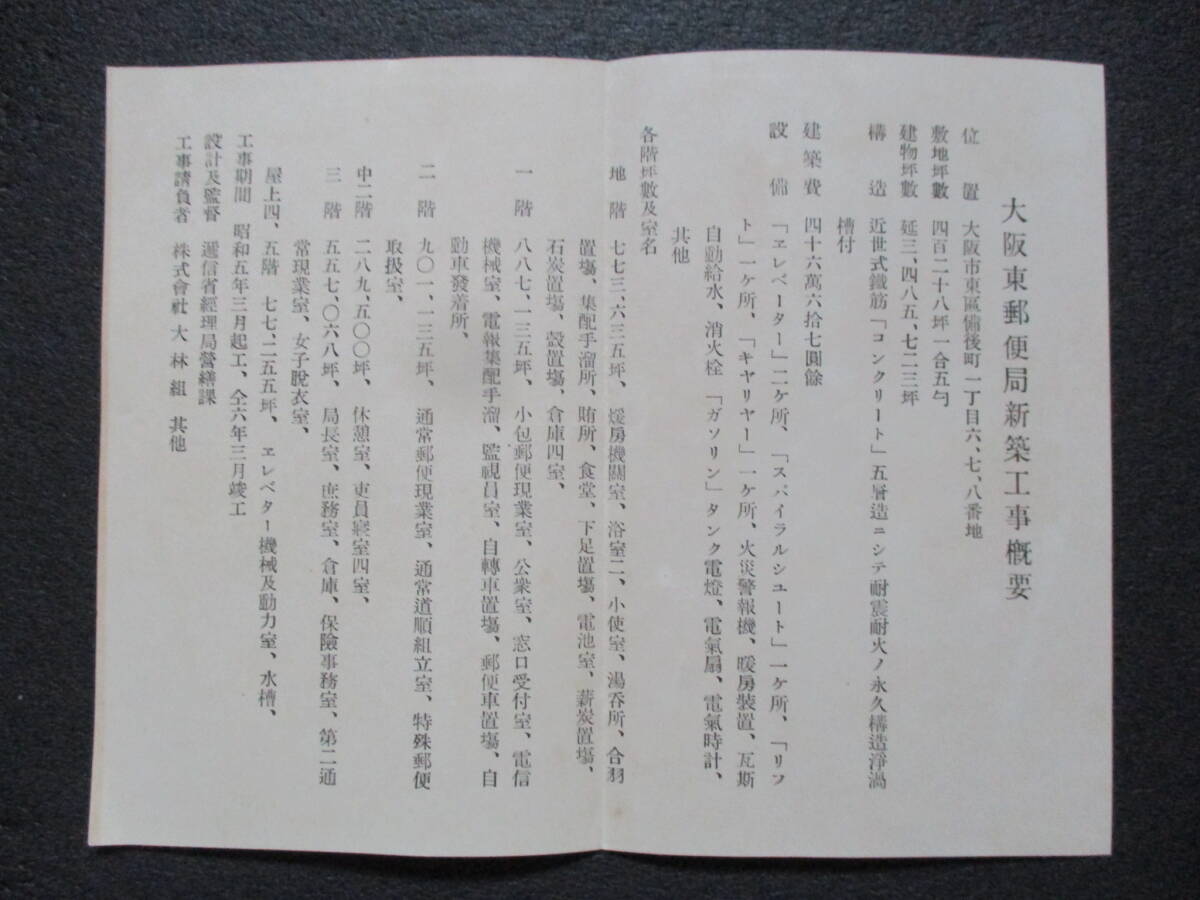 大阪東郵便局新築工事概要
位置　大阪市東區備後町一丁目六、七、八番地
敷地坪數　四百二十八坪一合五勺
建物坪數　延三、四八五、七二三坪
構造　近世式鐵筋「コンクリート」五層造ニシテ耐震耐火ノ永久構造淨渦
槽付
建築費　四十六萬六拾七圓餘
設備　「エレベーター」二ケ所、「スパイラルシユート」一ケ所、「リフ
ト」一ケ所、「キヤリヤー」一ケ所、火災警報機、暖房裝置、瓦斯
自動給水、消火栓「ガソリン」タンク電燈、電氣扇、電氣時計、
其他
各階坪數及室名
地階　七七三、六三五坪、煖房機關室、浴室二、小使室、湯呑所、合羽
置塲、集配手溜所、賄所、食堂、下足置塲、電池室、薪炭置塲、
石炭置塲、殼置塲、倉庫四室、
一階　八八七、一三五坪、小包郵便現業室、公衆室、窓口受付室、電信
機械室、電報集配手溜、監視員室、自轉車置塲、郵便車置塲、自
動車發着所、
二階　九〇一、一三五坪、通常郵便現業室、通常道順組立室、特殊郵便
取扱室、
中二階　二八九、五〇〇坪、休憩室、吏員寢室四室、
三階　五五七、〇六八坪、局長室、庶務室、倉庫、保險事務室、第二通
常現業室、女子脫衣室、
屋上四、五階　七七、二五五坪、エレベター機械及動力室、水槽、
工事期間　昭和五年三月起工、仝六年三月竣工
設計及監督　遞信省經理局營繕課
工事請負者　株式會社大林組　其他